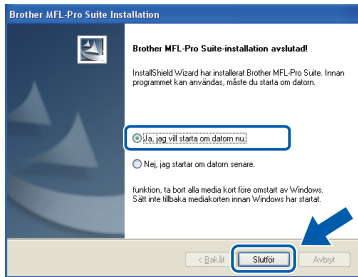 Brother MFL-Pro Suite Installation
Brother MFL-Pro Suite-installation avslutad!
InstallShield Wizard har installerat Brother MFL-Pro Suite. Innan
programmet kan användas, måste du starta om datorn.
Ja, jag vill starta om datorn nu.
Nej, jag startar om datorn senare.
funktion, ta bort alla media kort före omstart av Windows.
Sätt inte tillbaka mediakorten innan Windows har startat.
< Bakåt
Slutför
Avbryt